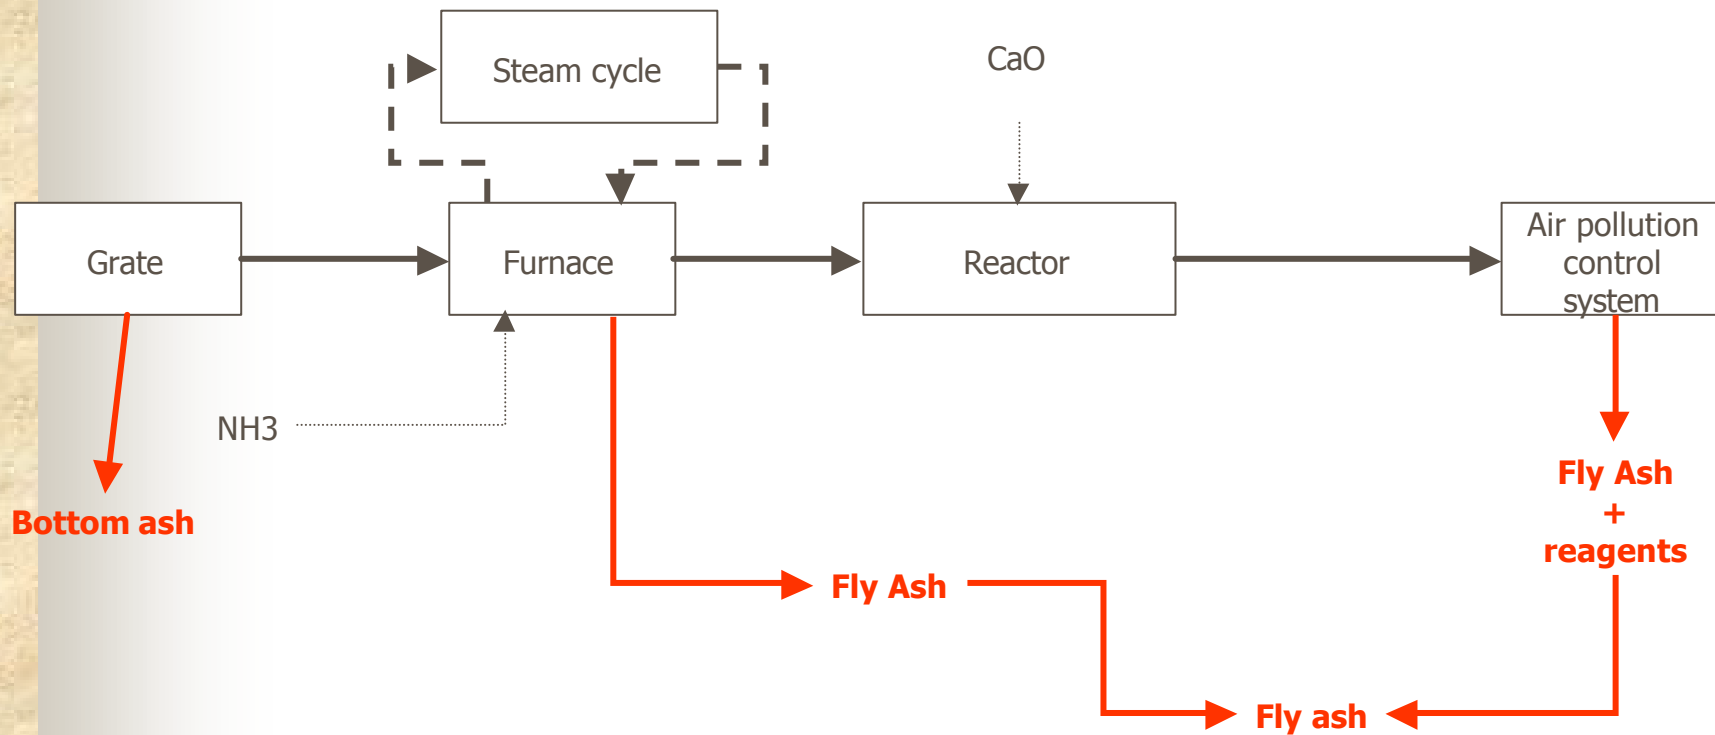 Steam cycle
CaO
Grate
Furnace
Reactor
Air pollution
control
system
NH3
Bottom ash
Fly Ash
+
reagents
Fly Ash
Fly ash